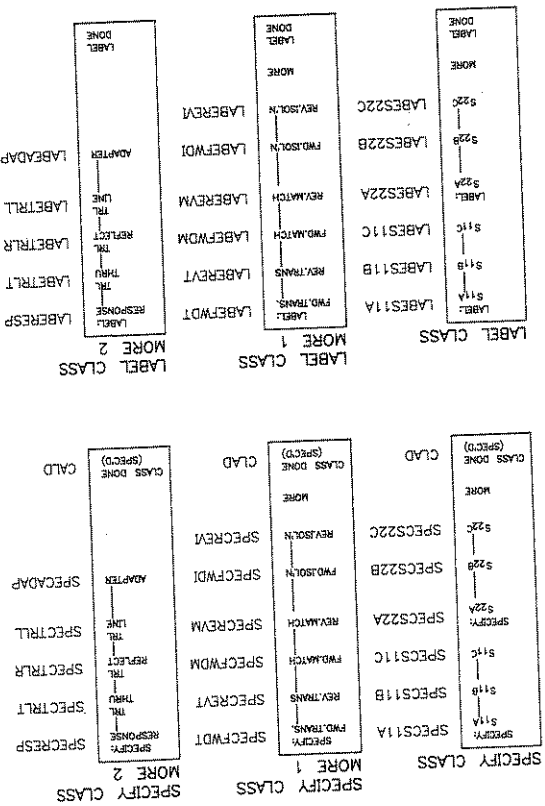 SPECIFY CLASS
SPECIFY:
S11A SPECS11A
S11B SPECS11B
S11C SPECS11C
SPECIFY:
S22A SPECS22A
S22B SPECS22B
S22C SPECS22C
MORE
CLASS DONE
(SPEC'D) CLAD
SPECIFY CLASS
MORE 1
SPECIFY:
FWD.TRANS. SPECFWDT
REV.TRANS SPECREVT
FWD.MATCH SPECFWDM
REV.MATCH SPECREVM
FWD.ISOL'N SPECFWDI
REV.ISOL'N SPECREVI
MORE
CLASS DONE
(SPEC'D) CLAD
SPECIFY CLASS
MORE 2
SPECIFY:
RESPONSE SPECRESP
TRL
THRU SPECTRLT
TRL
REFLECT SPECTRLR
TRL
LINE SPECTRLL
ADAPTER SPECADAP
CLASS DONE
(SPEC'D) CALD
LABEL CLASS
LABEL:
S11A LABES11A
S11B LABES11B
S11C LABES11C
LABEL:
S22A LABES22A
S22B LABES22B
S22C LABES22C
MORE
LABEL
DONE
LABEL CLASS
MORE 1
LABEL:
FWD.TRANS. LABEFWDT
REV.TRANS LABEREVT
FWD.MATCH LABEFWDM
REV.MATCH LABEREVM
FWD.ISOL'N LABEFWDI
REV.ISOL'N LABEREVI
MORE
LABEL
DONE
LABEL CLASS
MORE 2
LABEL:
RESPONSE LABERESP
TRL
THRU LABETRLT
TRL
REFLECT LABETRLR
TRL
LINE LABETRLL
ADAPTER LABEADAP
LABEL
DONE